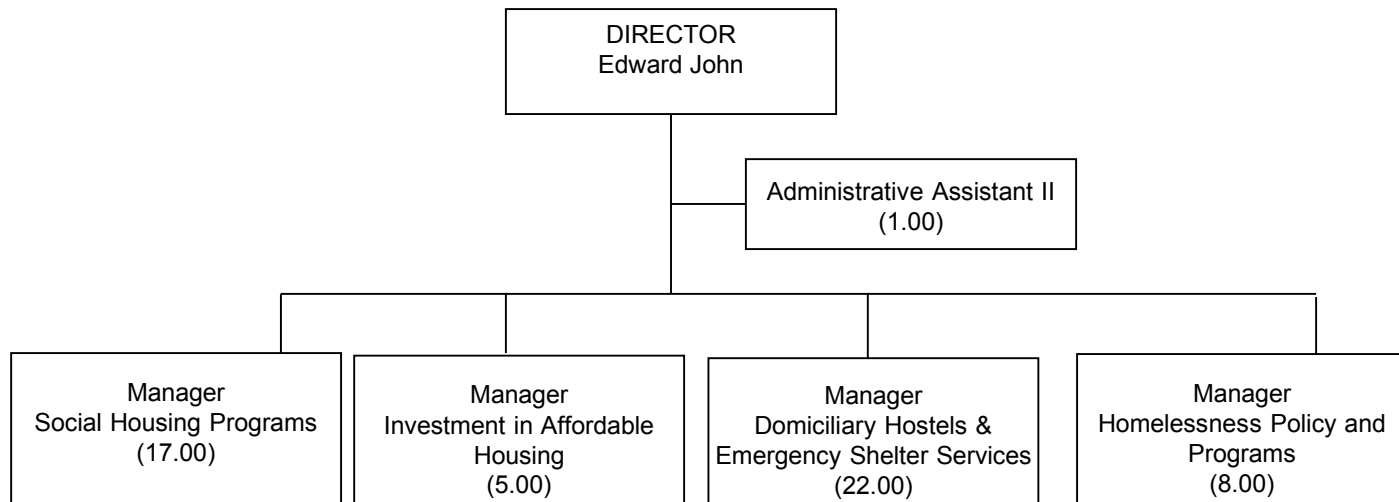 DIRECTOR
Edward John
Administrative Assistant II
(1.00)
Manager
Social Housing Programs
(17.00)
Manager
Investment in Affordable
Housing
(5.00)
Manager
Domiciliary Hostels &
Emergency Shelter Services
(22.00)
Manager
Homelessness Policy and
Programs
(8.00)